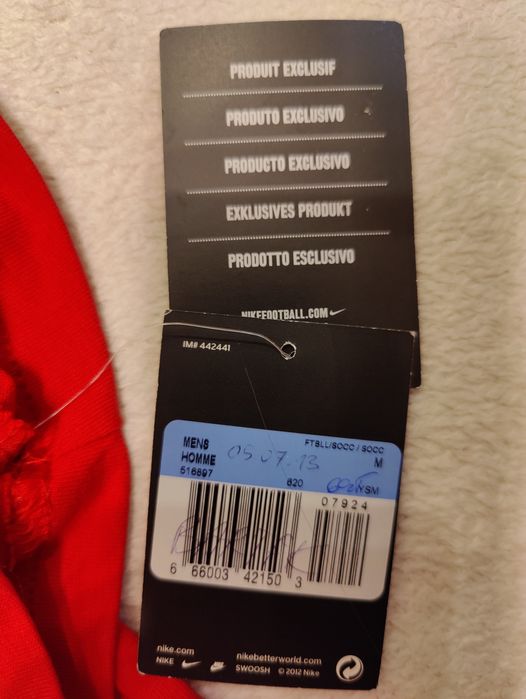 PRODUIT EXCLUSIF
PRODUTO EXCLUSIVO
PRODUCTO EXCLUSIVO
EXKLUSIVES PRODUKT
PRODOTTO ESCLUSIVO
NIKEFOOTBALL.COM
IM# 442441
MENS
HOMME
516897
05.07.13
FTBLL/SOCC / SOCC
M
620
YSM
07924
6 66003 42150 3
nike.com
NIKE
nikebetterworld.com
SWOOSH © 2012 Nike